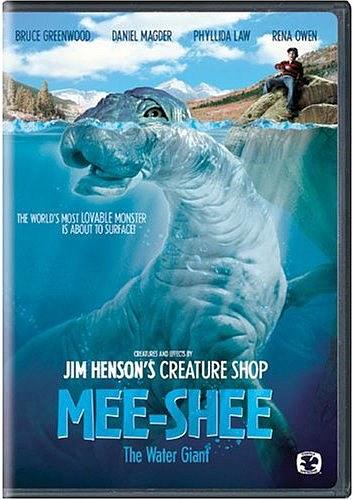 BRUCE GREENWOOD DANIEL MAGDER PHYLLIDA LAW RENA OWEN
THE WORLD'S MOST LOVABLE MONSTER
IS ABOUT TO SURFACE!
CREATURES AND EFFECTS BY
JIM HENSON'S CREATURE SHOP
MEE-SHEE
The Water Giant